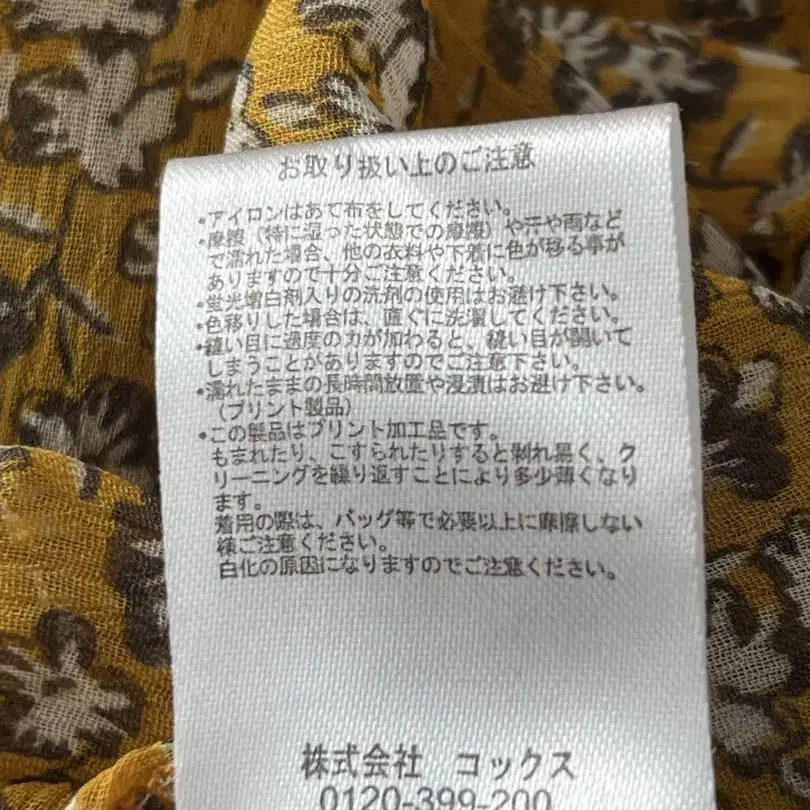 お取り扱い上のご注意
・アイロンはあて布をしてください。
・摩擦（特に湿った状態での摩擦）や汗や雨など
で濡れた場合、他の衣料や下着に色が移る事が
ありますので十分ご注意ください。
・蛍光増白剤入りの洗剤の使用はお避け下さい。
・色移りした場合は、直ぐに洗濯してください。
・縫い目に過度の力が加わると、縫い目が開いて
しまうことがありますのでご注意下さい。
・濡れたままの長時間放置や浸漬はお避け下さい。
（プリント製品）
・この製品はプリント加工品です。
もまれたり、こすられたりすると剥れ易く、ク
リーニングを繰り返すことにより多少薄くなり
ます。
着用の際は、バッグ等で必要以上に摩擦しない
様ご注意ください。
白化の原因になりますのでご注意ください。
株式会社 コックス
0120-399-200